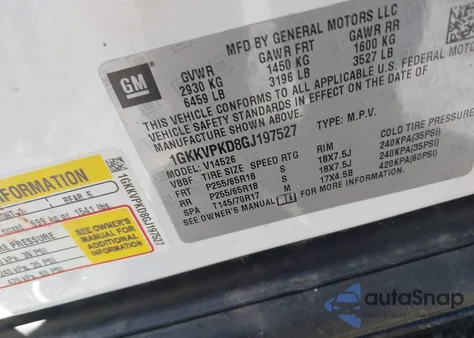 MFD BY GENERAL MOTORS LLC
GM
GVWR GAWR FRT GAWR RR
2930 KG 1450 KG 1600 KG
6459 LB 3196 LB 3527 LB
THIS VEHICLE CONFORMS TO ALL APPLICABLE U.S. FEDERAL MOTOR
VEHICLE SAFETY STANDARDS IN EFFECT ON THE DATE OF
MANUFACTURE SHOWN ABOVE.
1GKKVPKD8GJ197527 TYPE: M.P.V.
MODEL: V14526
VBBF TIRE SIZE SPEED RTG RIM COLD TIRE PRESSURE
FRT P255/65R18 S 18X7.5J 240KPA(35PSI)
RR P255/65R18 S 18X7.5J 240KPA(35PSI)
SPA T145/70R17 17X4.5B 420KPA(60PSI)
SEE OWNER'S MANUAL
INFORMATION
REAR 5
1GKKVPKD8GJ197527
SEE OWNER'S
MANUAL FOR
ADDITIONAL
INFORMATION
autoSnap